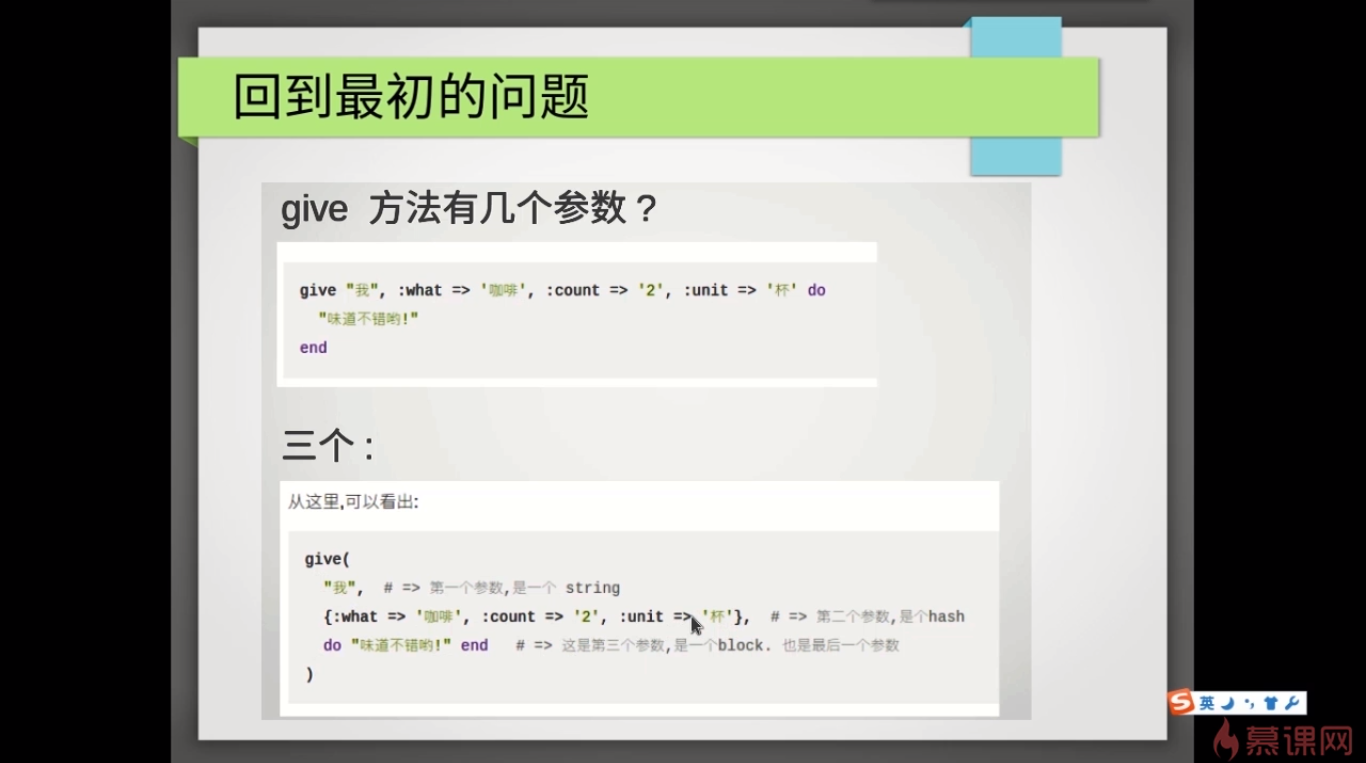 回到最初的问题
give 方法有几个参数？
give "我", :what => '咖啡', :count => '2', :unit => '杯' do
"味道不错哟!"
end
三个：
从这里,可以看出:
give(
"我", # => 第一个参数,是一个 string
{:what => '咖啡', :count => '2', :unit => '杯'}, # => 第二个参数,是个hash
do "味道不错哟!" end # => 这是第三个参数,是一个block. 也是最后一个参数
)
英
慕课网